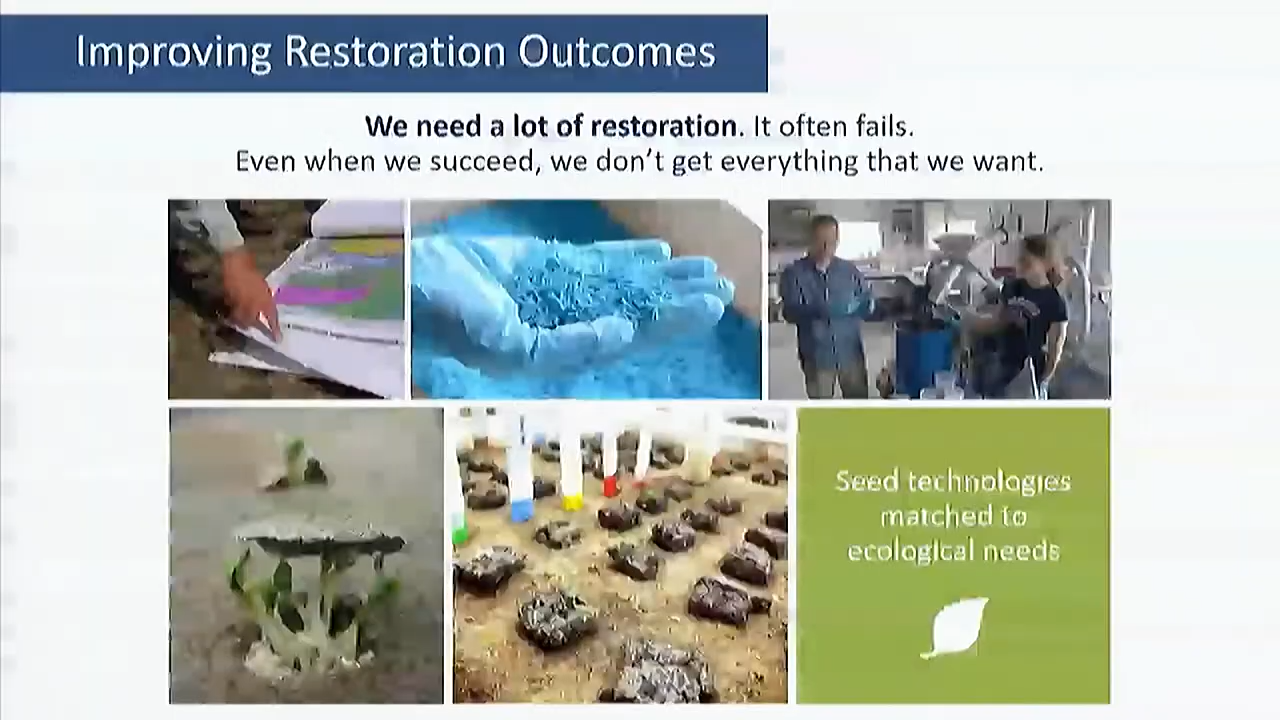 Improving Restoration Outcomes
We need a lot of restoration. It often fails.
Even when we succeed, we don't get everything that we want.
Seed technologies
matched to
ecological needs